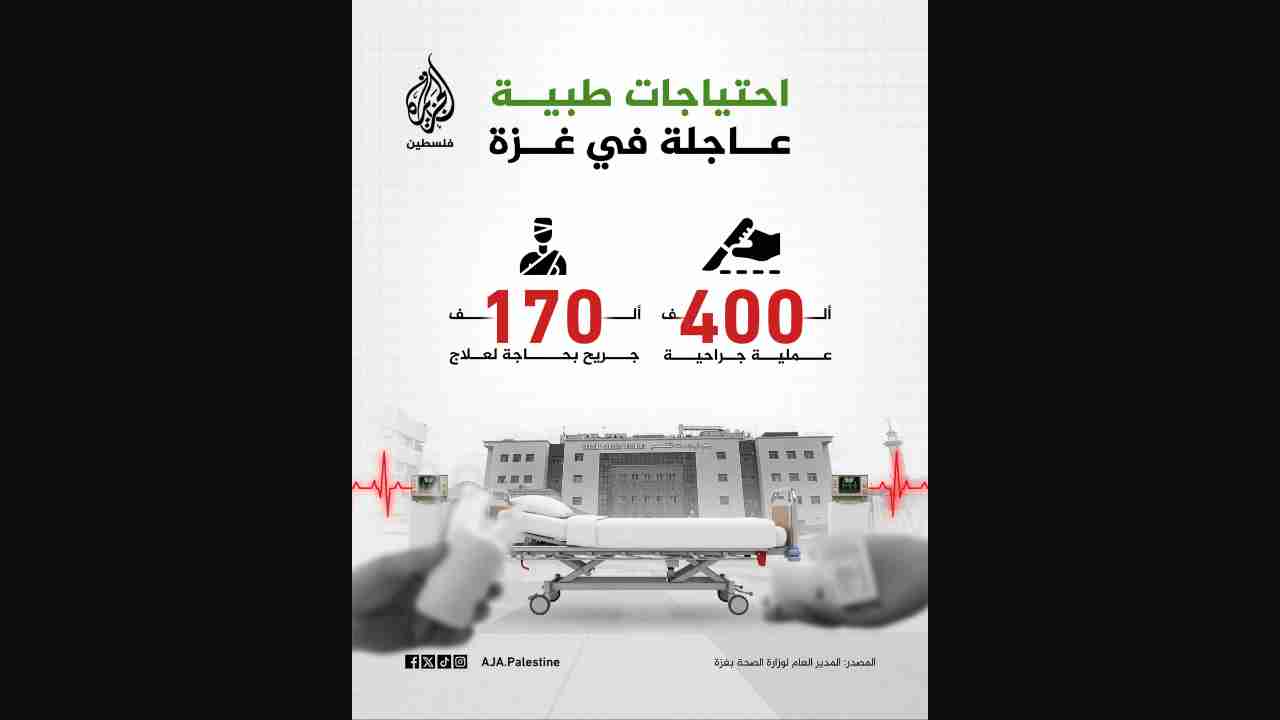 احتياجات طبية
عاجلة في غزة
الجزيرة
فلسطين
400 ألف
عملية جراحية
170 ألف
جريح بحاجة لعلاج
المصدر: المدير العام لوزارة الصحة بغزة
AJA.Palestine